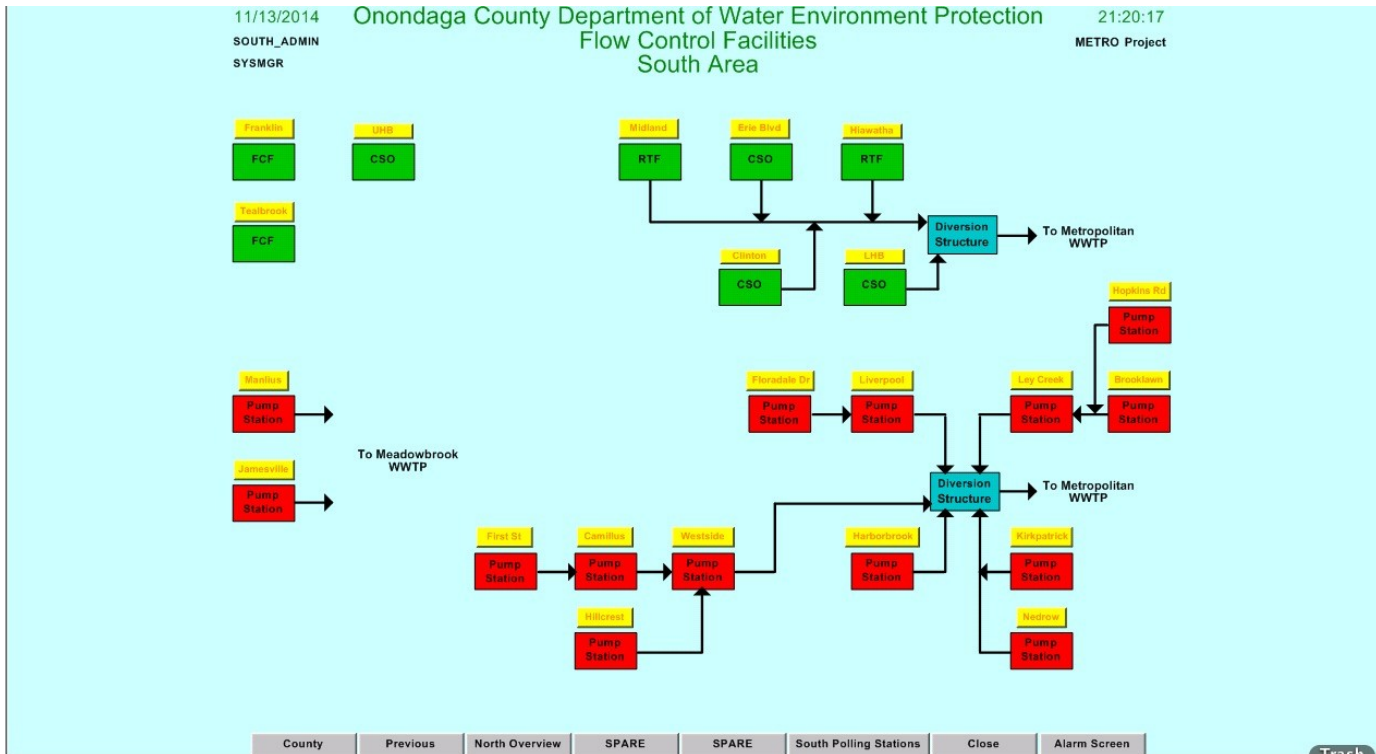 11/13/2014
Onondaga County Department of Water Environment Protection
21:20:17
SOUTH_ADMIN
Flow Control Facilities
METRO Project
SYSMGR
South Area
Franklin
UHB
Midland
Erie Blvd
Hiawatha
FCF
CSO
RTF
CSO
RTF
Tealbrook
FCF
Diversion
Structure
To Metropolitan
WWTP
Clinton
LHB
CSO
CSO
Hopkins Rd
Pump
Station
Manlius
Floradale Dr
Liverpool
Ley Creek
Brooklawn
Pump
Station
Pump
Station
Pump
Station
Pump
Station
Pump
Station
To Meadowbrook
WWTP
Jamesville
Pump
Station
Diversion
Structure
To Metropolitan
WWTP
First St
Camillus
Westside
Harborbrook
Kirkpatrick
Pump
Station
Pump
Station
Pump
Station
Pump
Station
Pump
Station
Hillcrest
Nedrow
Pump
Station
Pump
Station
County
Previous
North Overview
SPARE
SPARE
South Polling Stations
Close
Alarm Screen
Trash